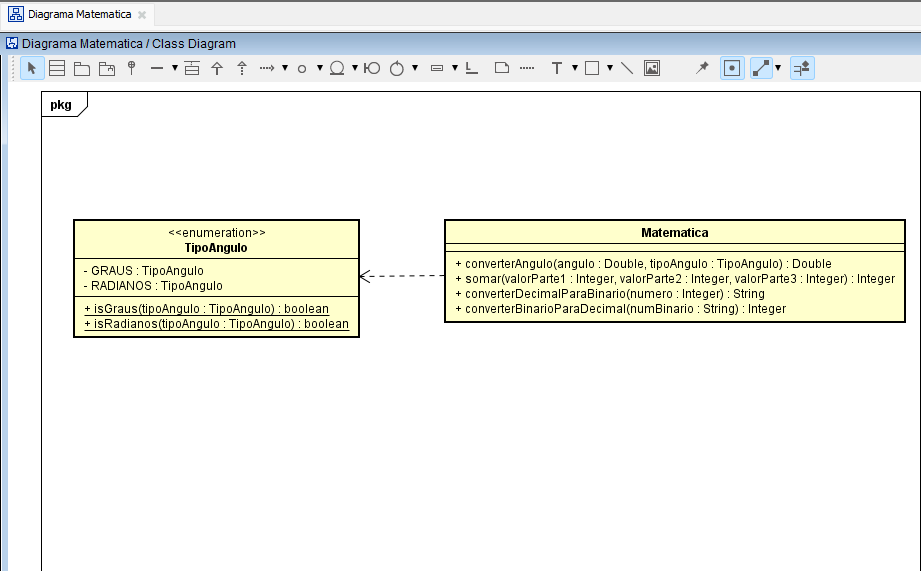 Diagrama Matematica
Diagrama Matematica / Class Diagram
pkg
<<enumeration>>
TipoAngulo
- GRAUS : TipoAngulo
- RADIANOS : TipoAngulo
+ isGraus(tipoAngulo : TipoAngulo) : boolean
+ isRadianos(tipoAngulo : TipoAngulo) : boolean
Matematica
+ converterAngulo(angulo : Double, tipoAngulo : TipoAngulo) : Double
+ somar(valorParte1 : Integer, valorParte2 : Integer, valorParte3 : Integer) : Integer
+ converterDecimalParaBinario(numero : Integer) : String
+ converterBinarioParaDecimal(numBinario : String) : Integer